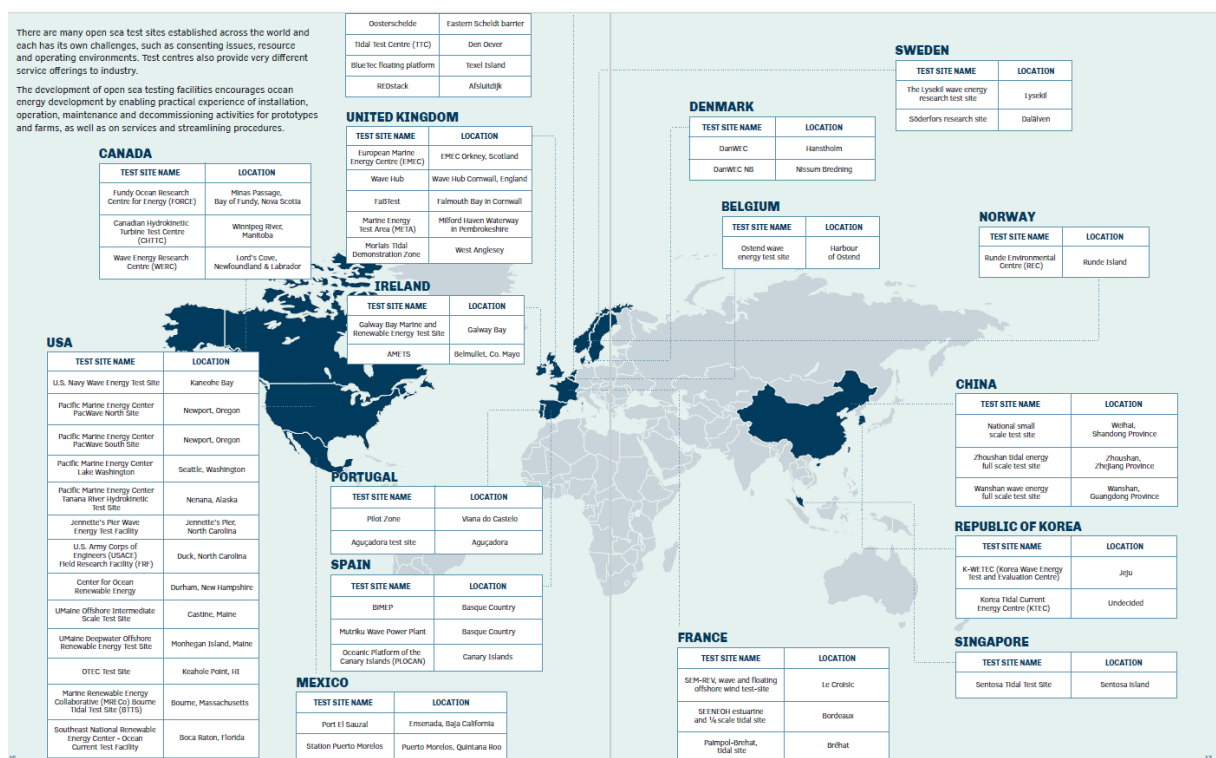 There are many open sea test sites established across the world and
each has its own challenges, such as consenting issues, resource
and operating environments. Test centres also provide very different
service offerings to industry.
The development of open sea testing facilities encourages ocean
energy development by enabling practical experience of installation,
operation, maintenance and decommissioning activities for prototypes
and farms, as well as on services and streamlining procedures.
CANADA
TEST SITE NAME LOCATION
Fundy Ocean Research
Centre for Energy (FORCE)
Minas Passage,
Bay of Fundy, Nova Scotia
Canadian Hydrokinetic
Turbine Test Centre
(CHTTC)
Winnipeg River,
Manitoba
Wave Energy Research
Centre (WERC)
Lord's Cove,
Newfoundland & Labrador
USA
TEST SITE NAME LOCATION
U.S. Navy Wave Energy Test Site Kaneohe Bay
Pacific Marine Energy Center
PacWave North Site
Newport, Oregon
Pacific Marine Energy Center
PacWave South Site
Newport, Oregon
Pacific Marine Energy Center
Lake Washington
Seattle, Washington
Pacific Marine Energy Center
Tanana River Hydrokinetic
Test Site
Nenana, Alaska
Jennette's Pier Wave
Energy Test Facility
Jennette's Pier,
North Carolina
U.S. Army Corps of
Engineers (USACE)
Field Research Facility (FRF)
Duck, North Carolina
Center for Ocean
Renewable Energy
Durham, New Hampshire
UMaine Offshore Intermediate
Scale Test Site
Castine, Maine
UMaine Deepwater Offshore
Renewable Energy Test Site
Monhegan Island, Maine
OTEC Test Site Keahole Point, HI
Marine Renewable Energy
Collaborative (MRECo) Bourne
Tidal Test Site (BTTS)
Bourne, Massachusetts
Southeast National Renewable
Energy Center - Ocean
Current Test Facility
Boca Raton, Florida
Oosterschelde Eastern Scheldt barrier
Tidal Test Centre (TTC) Den Oever
BlueTec floating platform Texel Island
REDstack Afsluitdijk
UNITED KINGDOM
TEST SITE NAME LOCATION
European Marine
Energy Centre (EMEC)
EMEC Orkney, Scotland
Wave Hub Wave Hub Cornwall, England
FaBTest Falmouth Bay in Cornwall
Marine Energy
Test Area (META)
Milford Haven Waterway
in Pembrokeshire
Morlais Tidal
Demonstration Zone
West Anglesey
IRELAND
TEST SITE NAME LOCATION
Galway Bay Marine and
Renewable Energy Test Site
Galway Bay
AMETS Belmullet, Co. Mayo
PORTUGAL
TEST SITE NAME LOCATION
Pilot Zone Viana do Castelo
Aguçadora test site Aguçadora
SPAIN
TEST SITE NAME LOCATION
BIMEP Basque Country
Mutriku Wave Power Plant Basque Country
Oceanic Platform of the
Canary Islands (PLOCAN)
Canary Islands
MEXICO
TEST SITE NAME LOCATION
Port El Sauzal Ensenada, Baja California
Station Puerto Morelos Puerto Morelos, Quintana Roo
SWEDEN
TEST SITE NAME LOCATION
The Lysekil wave energy
research test site
Lysekil
Söderfors research site Dalälven
DENMARK
TEST SITE NAME LOCATION
DanWEC Hanstholm
DanWEC NB Nissum Bredning
BELGIUM
TEST SITE NAME LOCATION
Ostend wave
energy test site
Harbour
of Ostend
NORWAY
TEST SITE NAME LOCATION
Runde Environmental
Centre (REC)
Runde Island
CHINA
TEST SITE NAME LOCATION
National small
scale test site
Weihai,
Shandong Province
Zhoushan tidal energy
full scale test site
Zhoushan,
Zhejiang Province
Wanshan wave energy
full scale test site
Wanshan,
Guangdong Province
REPUBLIC OF KOREA
TEST SITE NAME LOCATION
K-WETEC (Korea Wave Energy
Test and Evaluation Centre)
Jeju
Korea Tidal Current
Energy Centre (KTEC)
Undecided
SINGAPORE
TEST SITE NAME LOCATION
Sentosa Tidal Test Site Sentosa Island
FRANCE
TEST SITE NAME LOCATION
SEM-REV, wave and floating
offshore wind test-site
Le Croisic
SEENEOH estuarine
and ¼ scale tidal site
Bordeaux
Paimpol-Brehat,
tidal site
Bréhat